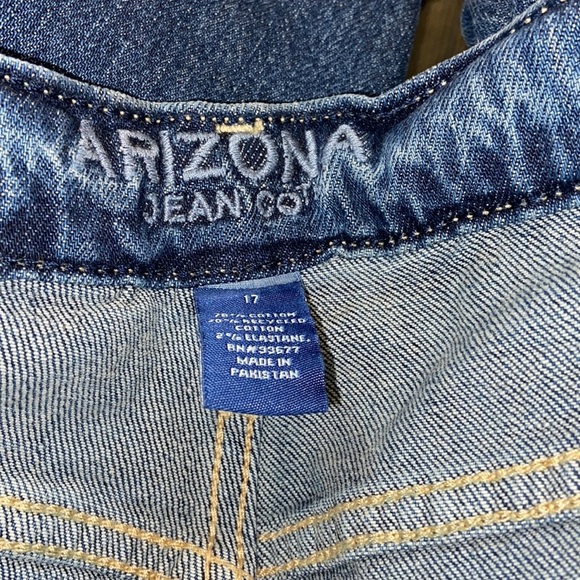 ARIZONA
JEAN CO
17
78% COTTON
20% RECYCLED
COTTON
2% ELASTANE.
RN#93677
MADE IN
PAKISTAN